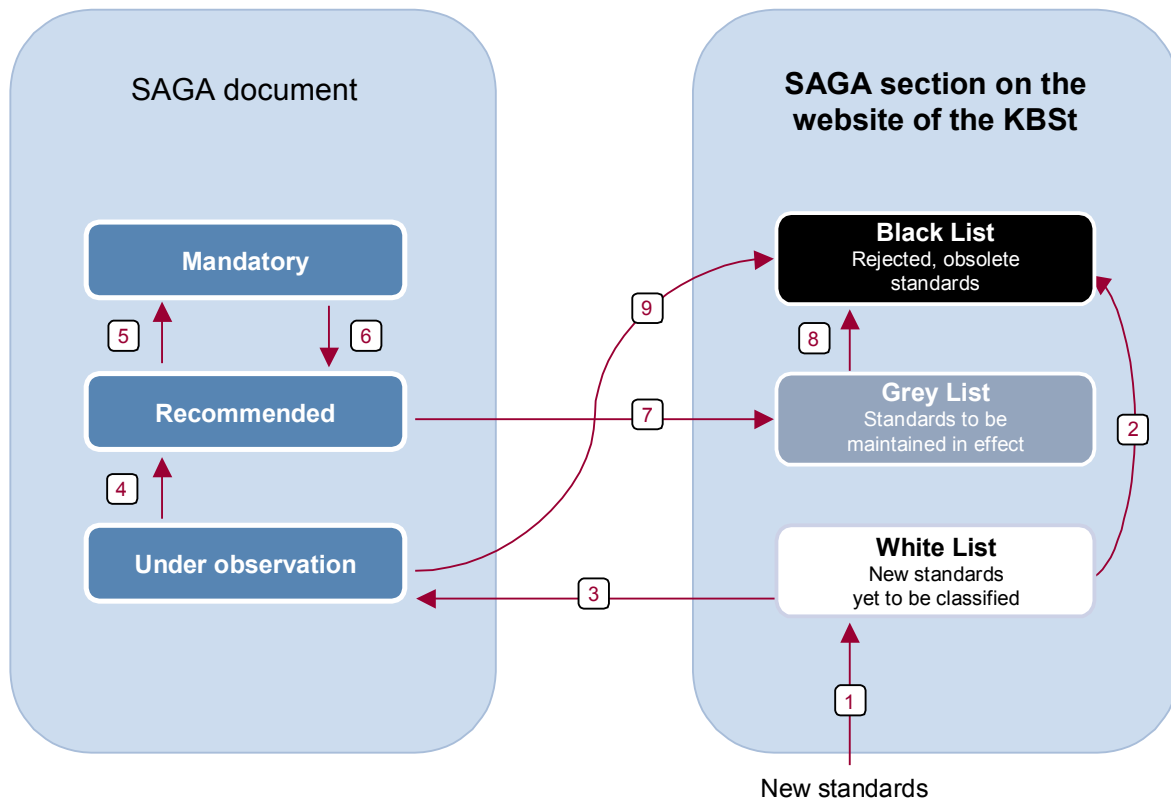 SAGA document
Mandatory
5
6
Recommended
4
Under observation
9
7
3
SAGA section on the
website of the KBSt
Black List
Rejected, obsolete
standards
8
Grey List
Standards to be
maintained in effect
2
White List
New standards
yet to be classified
1
New standards